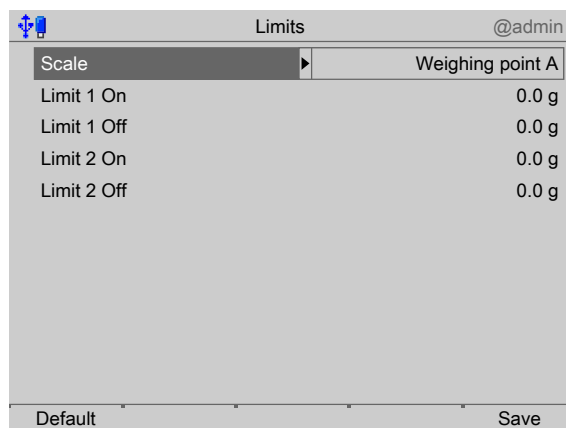 Limits @admin
Scale Weighing point A
Limit 1 On 0.0 g
Limit 1 Off 0.0 g
Limit 2 On 0.0 g
Limit 2 Off 0.0 g
Default Save